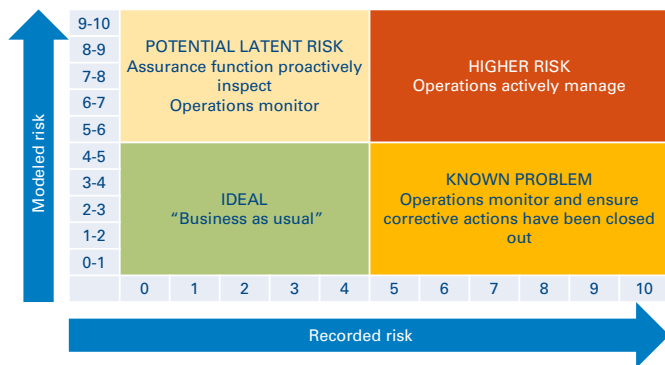 Modeled risk
9-10
8-9
7-8
6-7
5-6
4-5
3-4
2-3
1-2
0-1
POTENTIAL LATENT RISK
Assurance function proactively
inspect
Operations monitor
HIGHER RISK
Operations actively manage
IDEAL
“Business as usual”
KNOWN PROBLEM
Operations monitor and ensure
corrective actions have been closed
out
0 1 2 3 4 5 6 7 8 9 10
Recorded risk